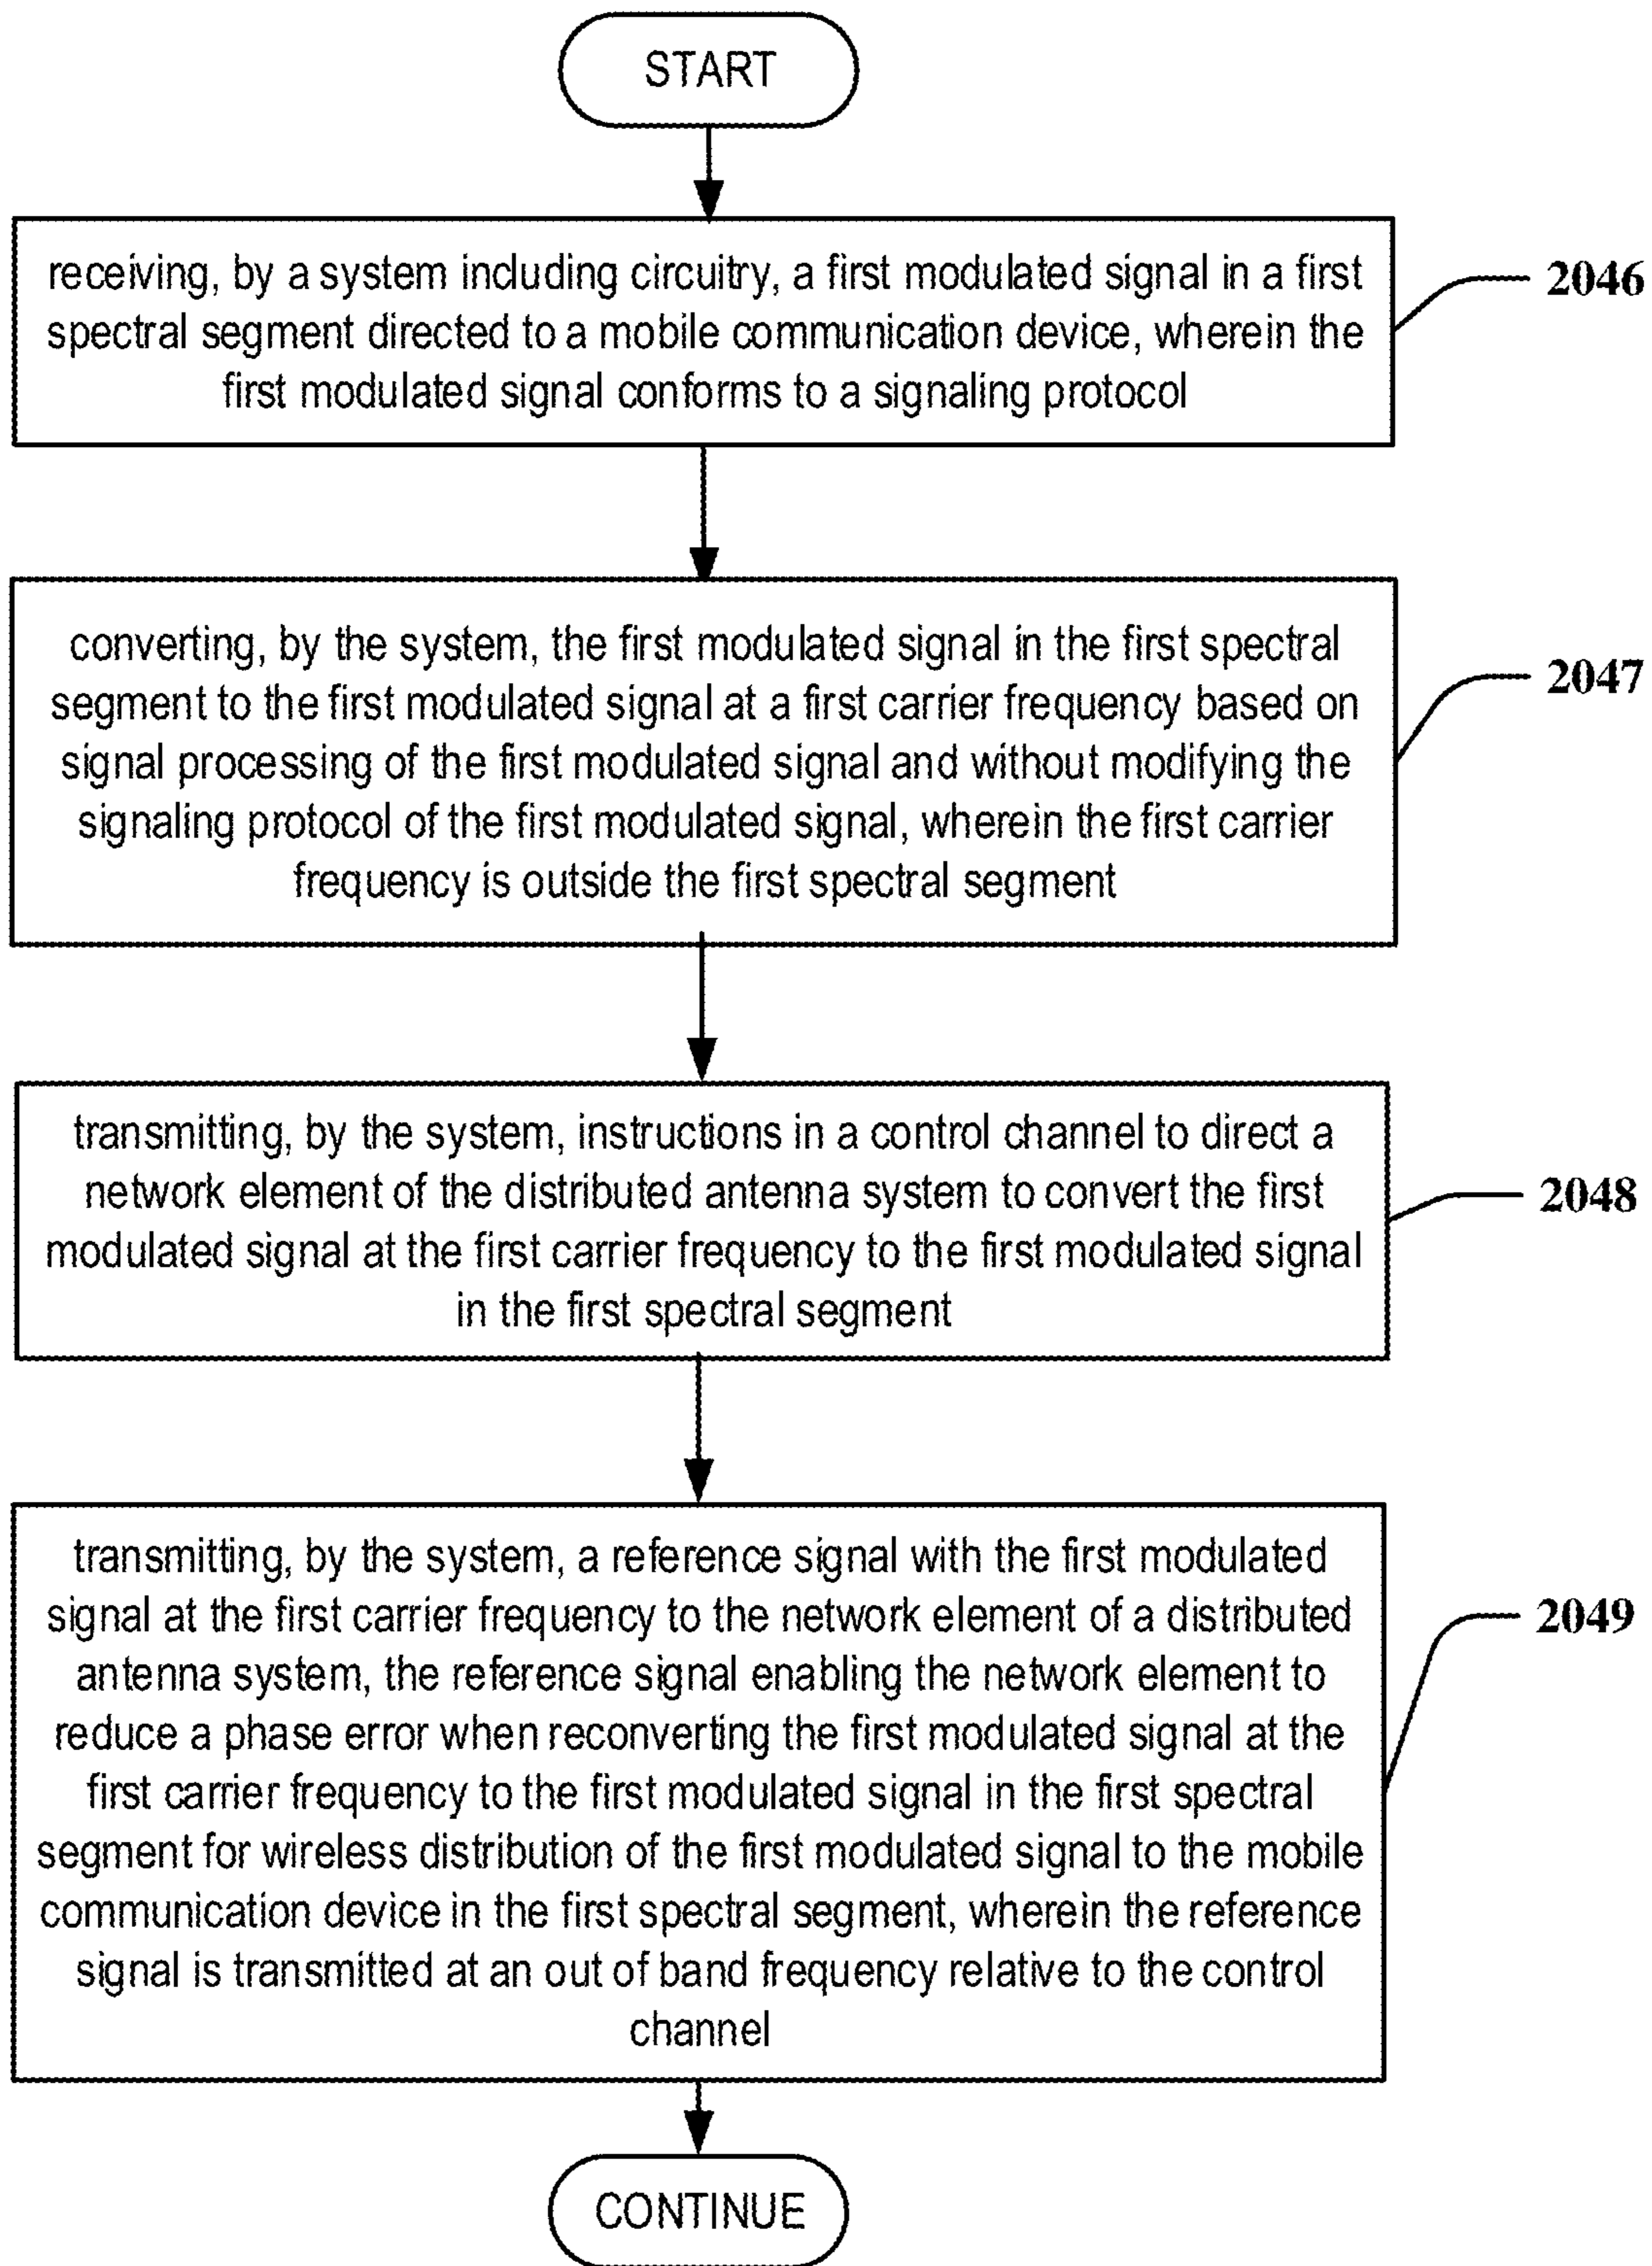 START
receiving, by a system including circuitry, a first modulated signal in a first
spectral segment directed to a mobile communication device, wherein the
first modulated signal conforms to a signaling protocol
2046
converting, by the system, the first modulated signal in the first spectral
segment to the first modulated signal at a first carrier frequency based on
signal processing of the first modulated signal and without modifying the
signaling protocol of the first modulated signal, wherein the first carrier
frequency is outside the first spectral segment
2047
transmitting, by the system, instructions in a control channel to direct a
network element of the distributed antenna system to convert the first
modulated signal at the first carrier frequency to the first modulated signal
in the first spectral segment
2048
transmitting, by the system, a reference signal with the first modulated
signal at the first carrier frequency to the network element of a distributed
antenna system, the reference signal enabling the network element to
reduce a phase error when reconverting the first modulated signal at the
first carrier frequency to the first modulated signal in the first spectral
segment for wireless distribution of the first modulated signal to the mobile
communication device in the first spectral segment, wherein the reference
signal is transmitted at an out of band frequency relative to the control
channel
2049
CONTINUE